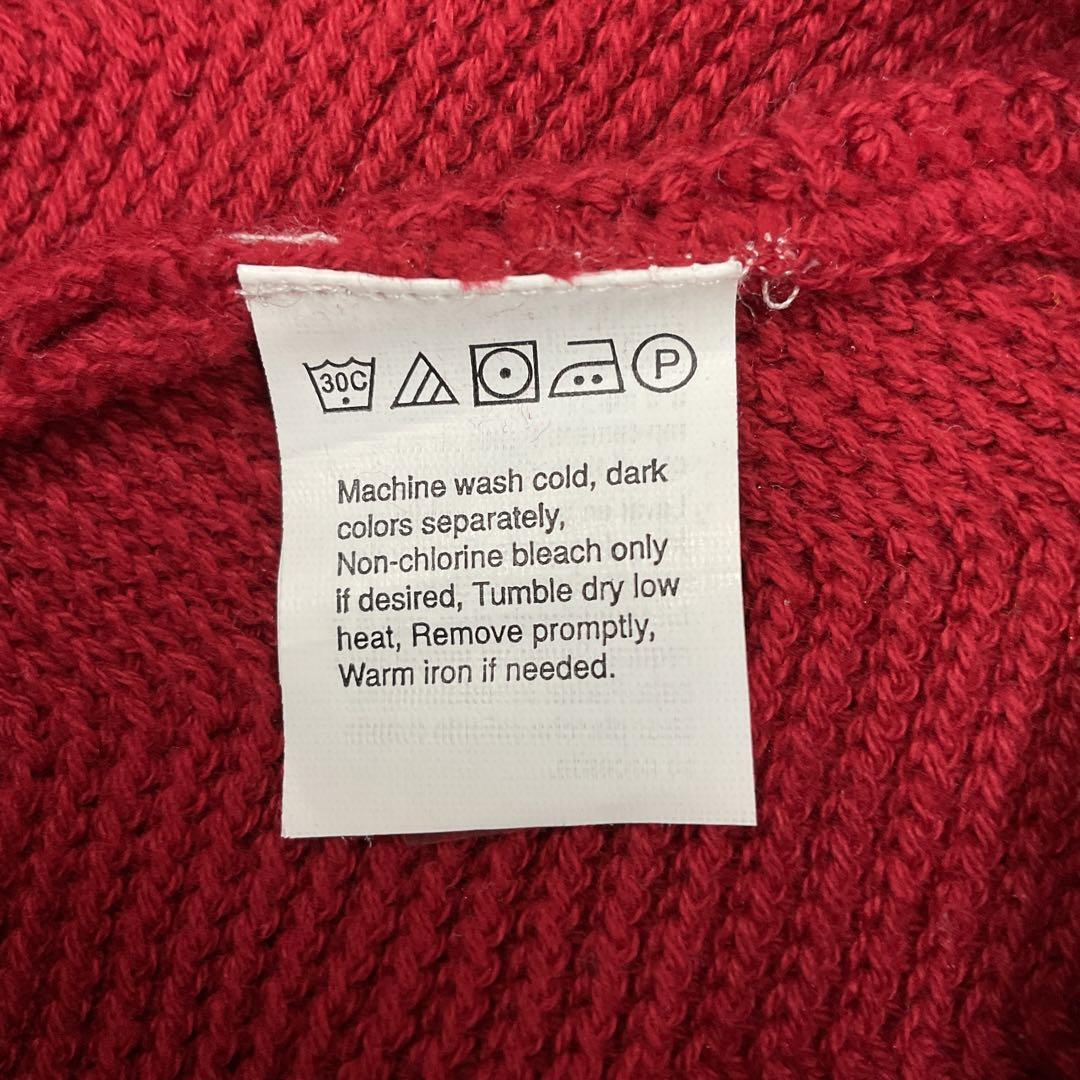 30C P
Machine wash cold, dark
colors separately,
Non-chlorine bleach only
if desired, Tumble dry low
heat, Remove promptly,
Warm iron if needed.